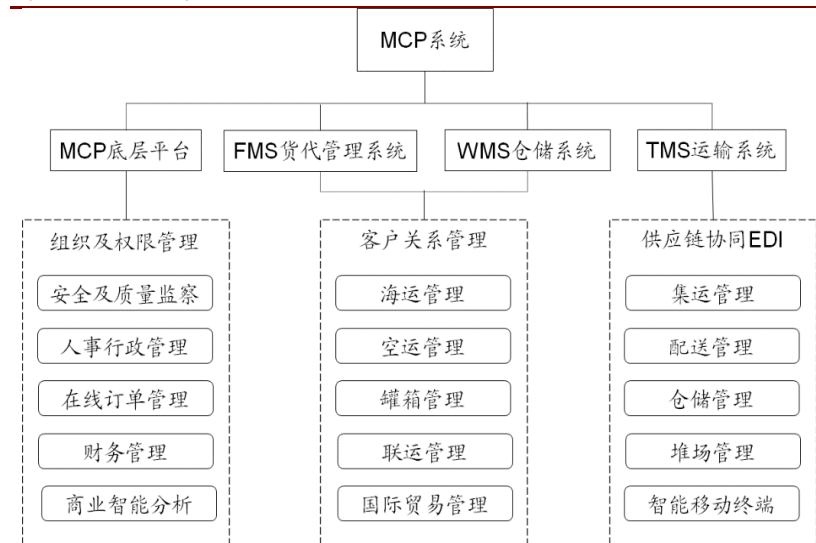 MCP系统
MCP底层平台
FMS货代管理系统
WMS仓储系统
TMS运输系统
组织及权限管理
安全及质量监察
人事行政管理
在线订单管理
财务管理
商业智能分析
客户关系管理
海运管理
空运管理
罐箱管理
联运管理
国际贸易管理
供应链协同EDI
集运管理
配送管理
仓储管理
堆场管理
智能移动终端